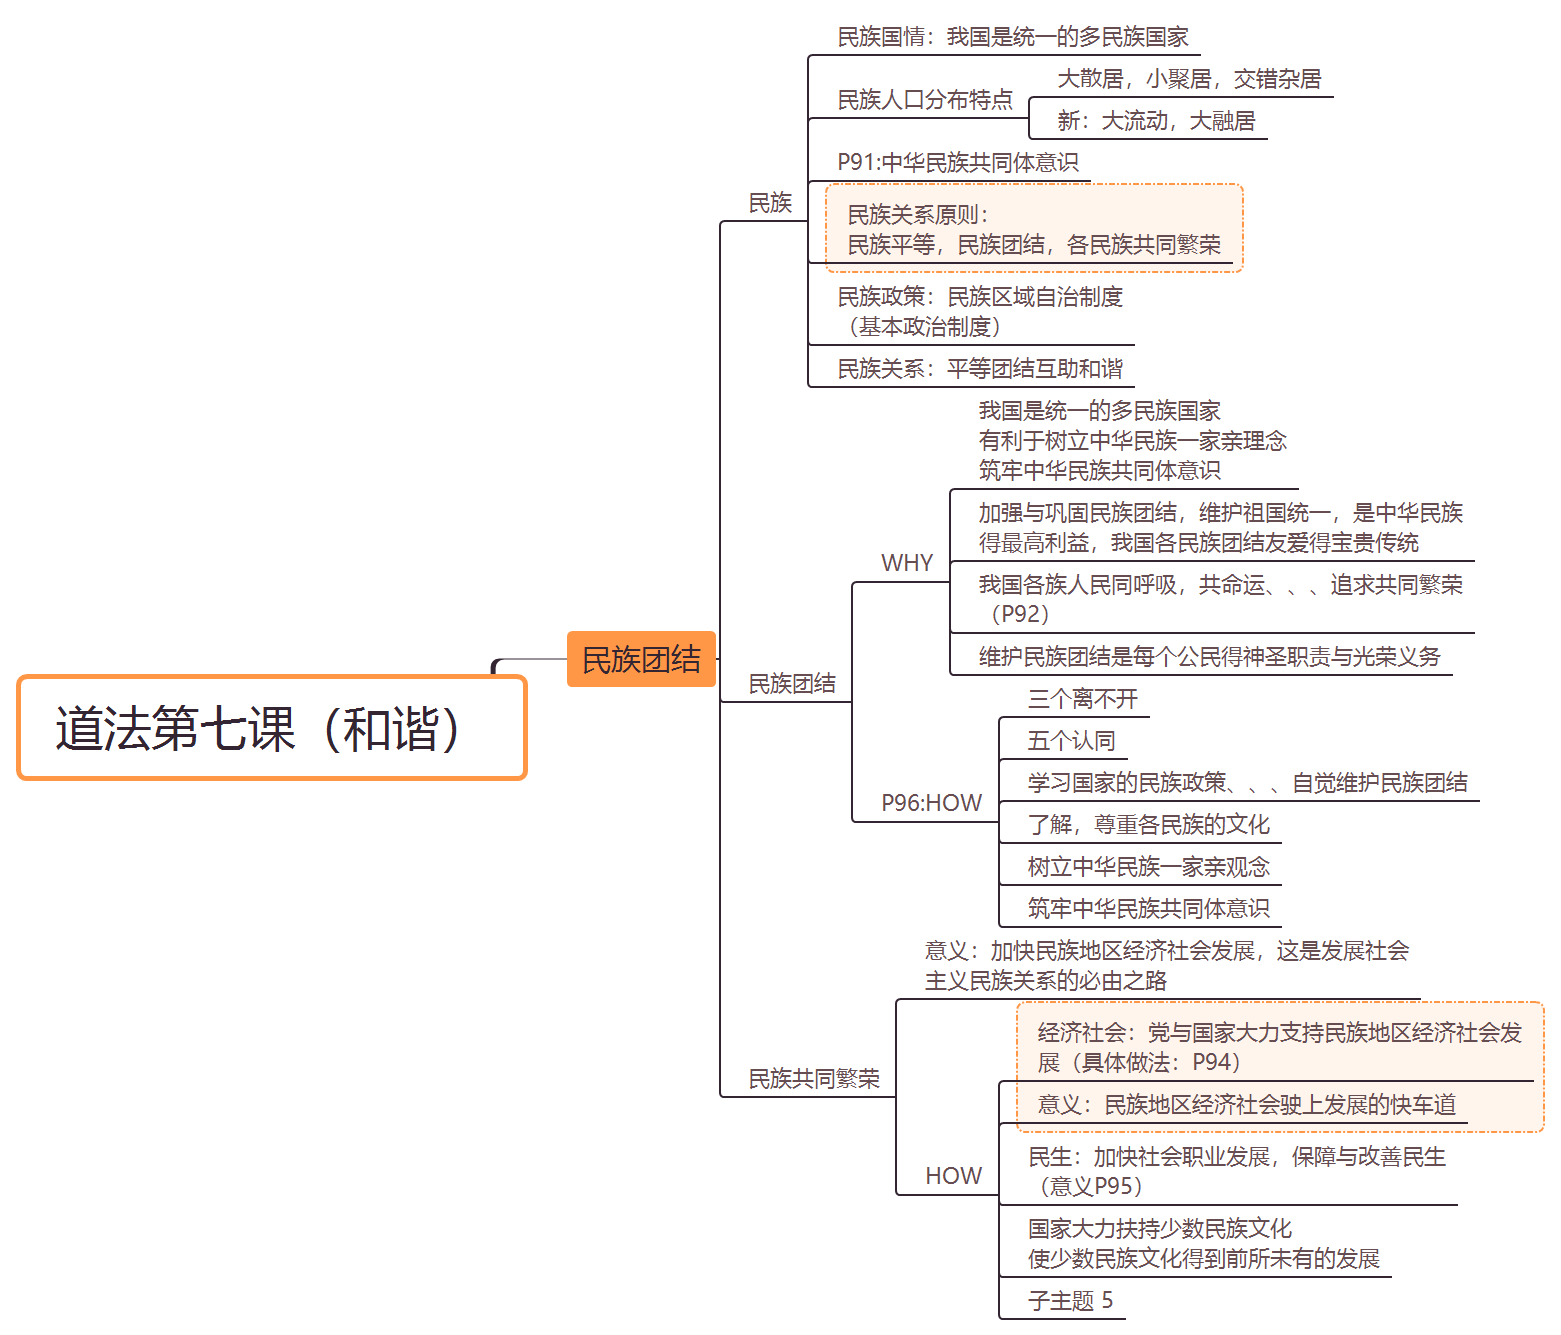 道法第七课（和谐）
民族团结
民族
民族国情：我国是统一的多民族国家
民族人口分布特点
大散居，小聚居，交错杂居
新：大流动，大融居
P91:中华民族共同体意识
民族关系原则：
民族平等，民族团结，各民族共同繁荣
民族政策：民族区域自治制度
（基本政治制度）
民族关系：平等团结互助和谐
民族团结
WHY
我国是统一的多民族国家
有利于树立中华民族一家亲理念
筑牢中华民族共同体意识
加强与巩固民族团结，维护祖国统一，是中华民族
得最高利益，我国各民族团结友爱得宝贵传统
我国各族人民同呼吸，共命运、、、追求共同繁荣
（P92）
维护民族团结是每个公民得神圣职责与光荣义务
P96:HOW
三个离不开
五个认同
学习国家的民族政策、、、自觉维护民族团结
了解，尊重各民族的文化
树立中华民族一家亲观念
筑牢中华民族共同体意识
民族共同繁荣
意义：加快民族地区经济社会发展，这是发展社会
主义民族关系的必由之路
HOW
经济社会：党与国家大力支持民族地区经济社会发
展（具体做法：P94）
意义：民族地区经济社会驶上发展的快车道
民生：加快社会职业发展，保障与改善民生
（意义P95）
国家大力扶持少数民族文化
使少数民族文化得到前所未有的发展
子主题 5